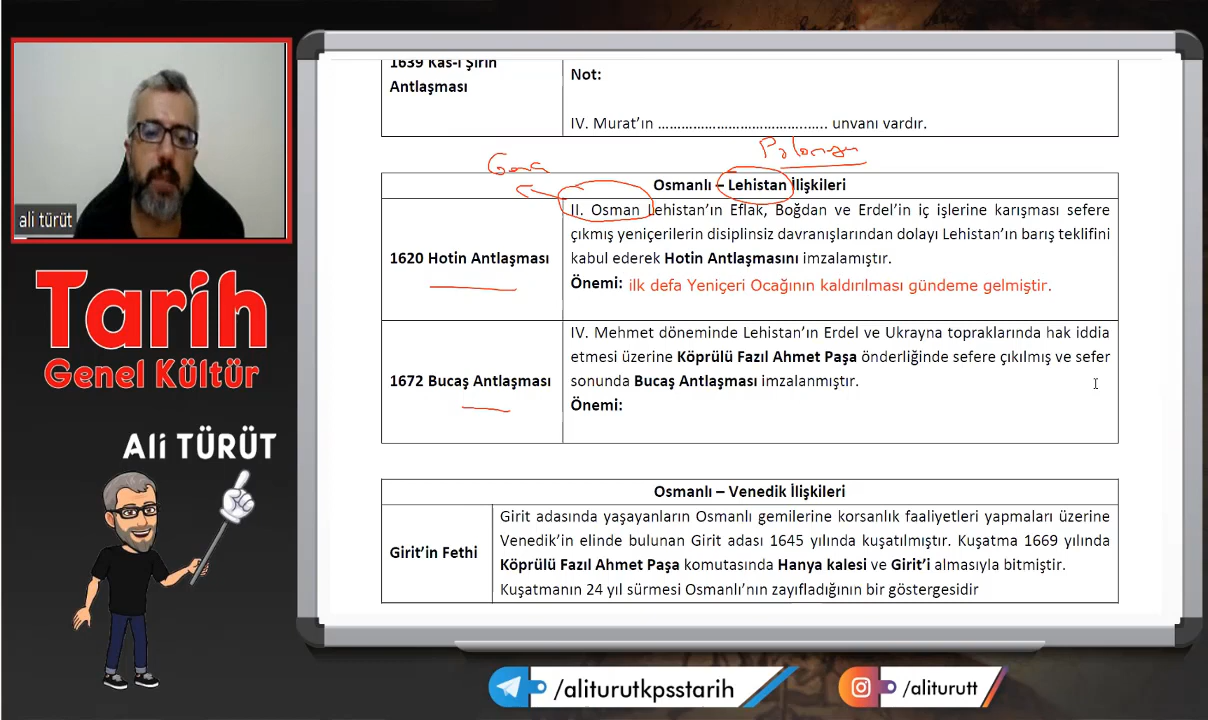 1639 Kas-ı Şirin
Antlaşması
Not:
IV. Murat’ın ……………………………..…... unvanı vardır.
Genç
Polonya
Osmanlı – Lehistan İlişkileri
1620 Hotin Antlaşması
II. Osman Lehistan’ın Eflak, Boğdan ve Erdel’in iç işlerine karışması sefere
çıkmış yeniçerilerin disiplinsiz davranışlarından dolayı Lehistan’ın barış teklifini
kabul ederek Hotin Antlaşmasını imzalamıştır.
Önemi: ilk defa Yeniçeri Ocağının kaldırılması gündeme gelmiştir.
1672 Bucaş Antlaşması
IV. Mehmet döneminde Lehistan’ın Erdel ve Ukrayna topraklarında hak iddia
etmesi üzerine Köprülü Fazıl Ahmet Paşa önderliğinde sefere çıkılmış ve sefer
sonunda Bucaş Antlaşması imzalanmıştır.
Önemi:
Osmanlı – Venedik İlişkileri
Girit’in Fethi
Girit adasında yaşayanların Osmanlı gemilerine korsanlık faaliyetleri yapmaları üzerine
Venedik’in elinde bulunan Girit adası 1645 yılında kuşatılmıştır. Kuşatma 1669 yılında
Köprülü Fazıl Ahmet Paşa komutasında Hanya kalesi ve Girit’i almasıyla bitmiştir.
Kuşatmanın 24 yıl sürmesi Osmanlı’nın zayıfladığının bir göstergesidir
ali türüt
Tarih
Genel Kültür
Ali TÜRÜT
/aliturutkpsstarih
/aliturutt